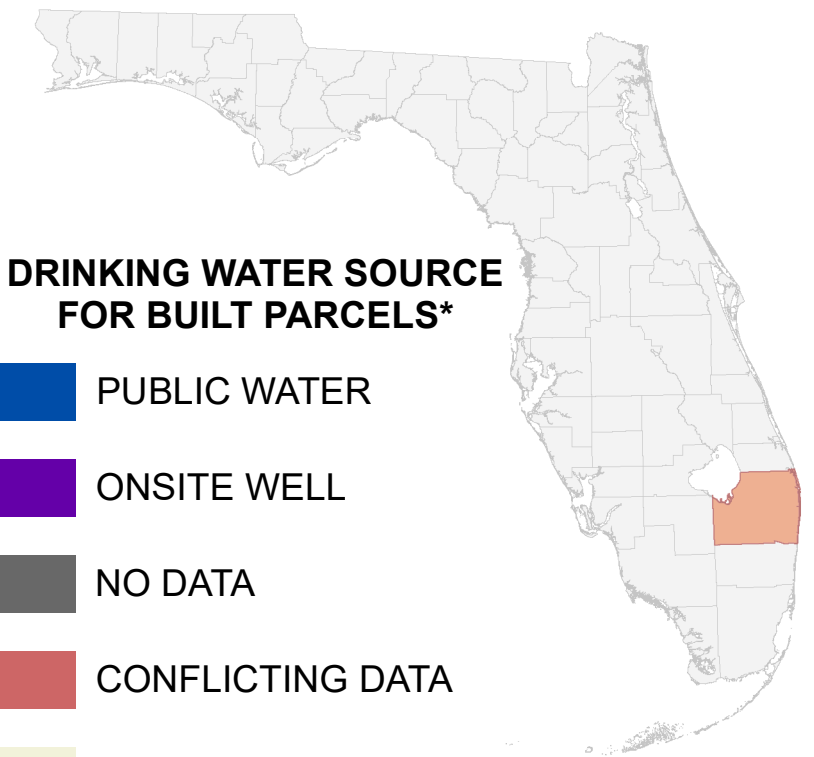 DRINKING WATER SOURCE
FOR BUILT PARCELS*
PUBLIC WATER
ONSITE WELL
NO DATA
CONFLICTING DATA